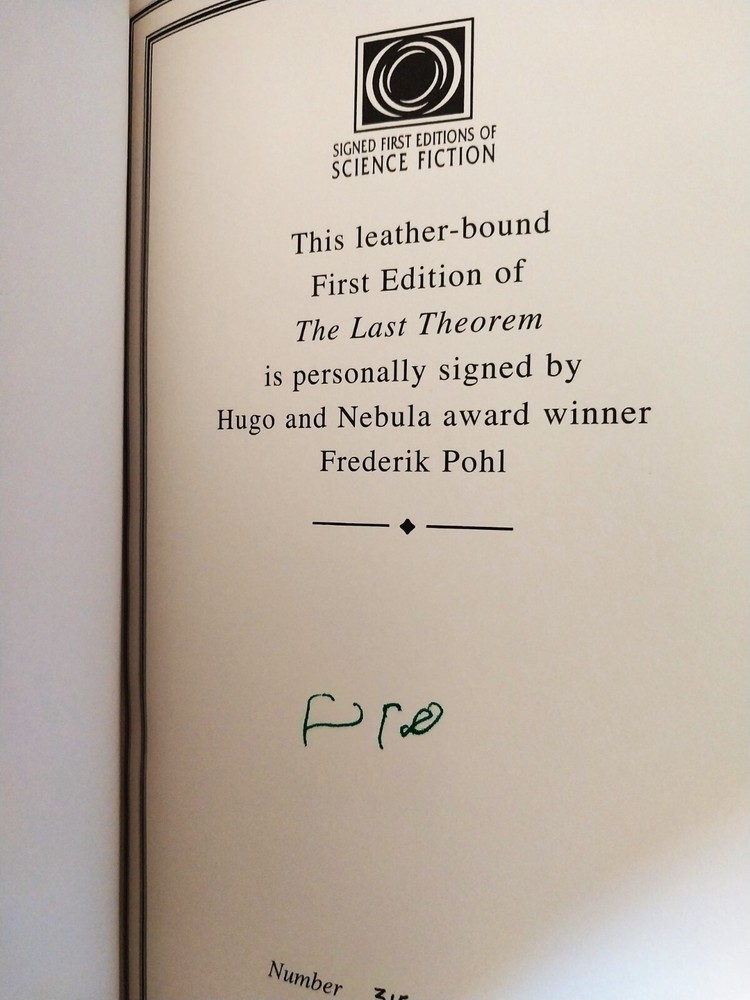 SIGNED FIRST EDITIONS OF
SCIENCE FICTION
This leather-bound
First Edition of
The Last Theorem
is personally signed by
Hugo and Nebula award winner
Frederik Pohl
Number